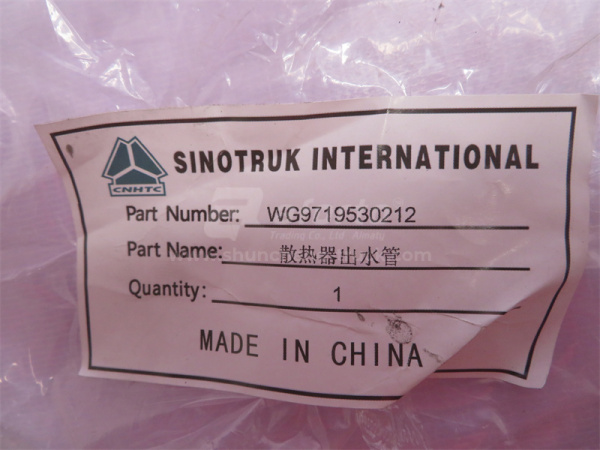 SINOTRUK INTERNATIONAL
CNHTC
Part Number: WG9719530212
Part Name: 散热器出水管
Quantity: 1
MADE IN CHINA